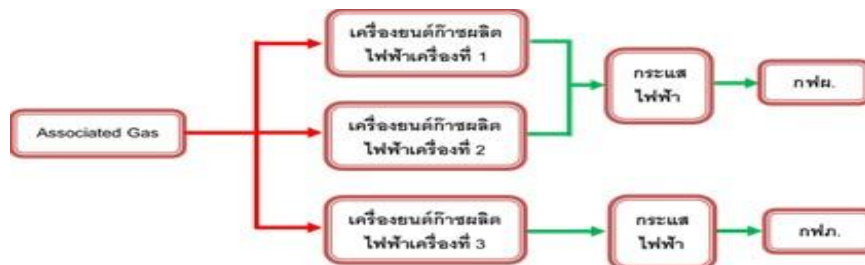 Associated Gas
เครื่องยนต์ก๊าซผลิต
ไฟฟ้าเครื่องที่ 1
เครื่องยนต์ก๊าซผลิต
ไฟฟ้าเครื่องที่ 2
กระแส
ไฟฟ้า
กฟผ.
เครื่องยนต์ก๊าซผลิต
ไฟฟ้าเครื่องที่ 3
กระแส
ไฟฟ้า
กฟภ.